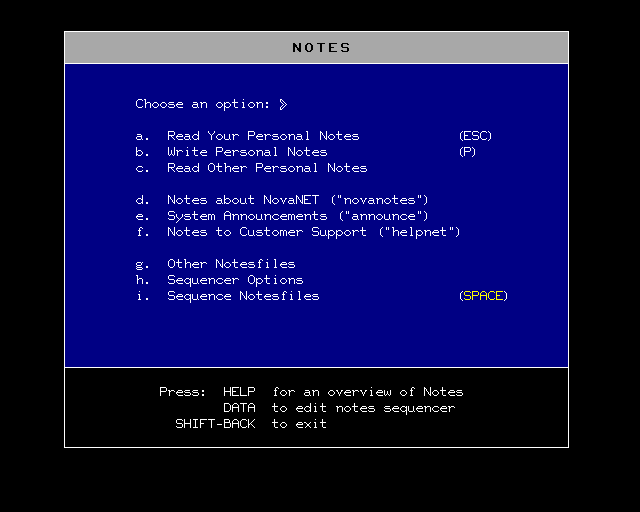 NOTES
Choose an option:
a. Read Your Personal Notes (ESC)
b. Write Personal Notes (P)
c. Read Other Personal Notes
d. Notes about NovaNET ("novanotes")
e. System Announcements ("announce")
f. Notes to Customer Support ("helpnet")
g. Other Notesfiles
h. Sequencer Options
i. Sequence Notesfiles (SPACE)
Press: HELP for an overview of Notes
DATA to edit notes sequencer
SHIFT-BACK to exit